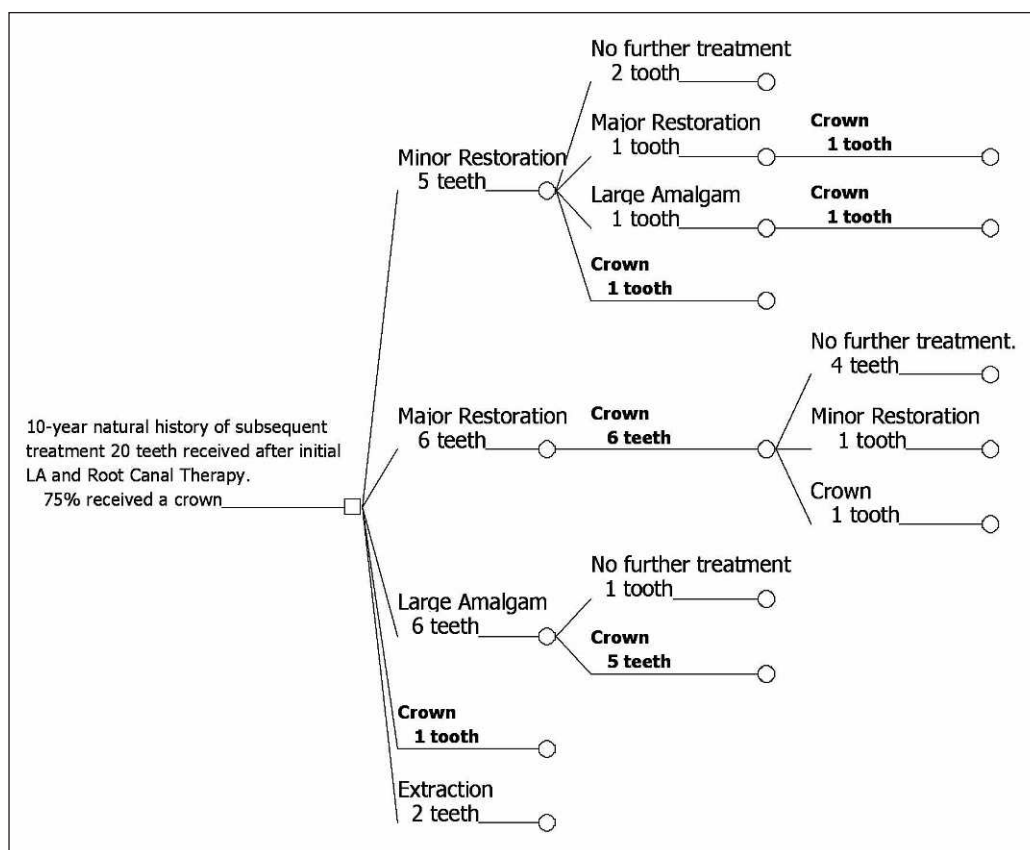 No further treatment
2 tooth
Major Restoration
1 tooth
Crown
1 tooth
Minor Restoration
5 teeth
Large Amalgam
1 tooth
Crown
1 tooth
Crown
1 tooth
No further treatment.
4 teeth
10-year natural history of subsequent
treatment 20 teeth received after initial
LA and Root Canal Therapy.
75% received a crown
Major Restoration
6 teeth
Crown
6 teeth
Minor Restoration
1 tooth
Crown
1 tooth
No further treatment
1 tooth
Large Amalgam
6 teeth
Crown
5 teeth
Crown
1 tooth
Extraction
2 teeth